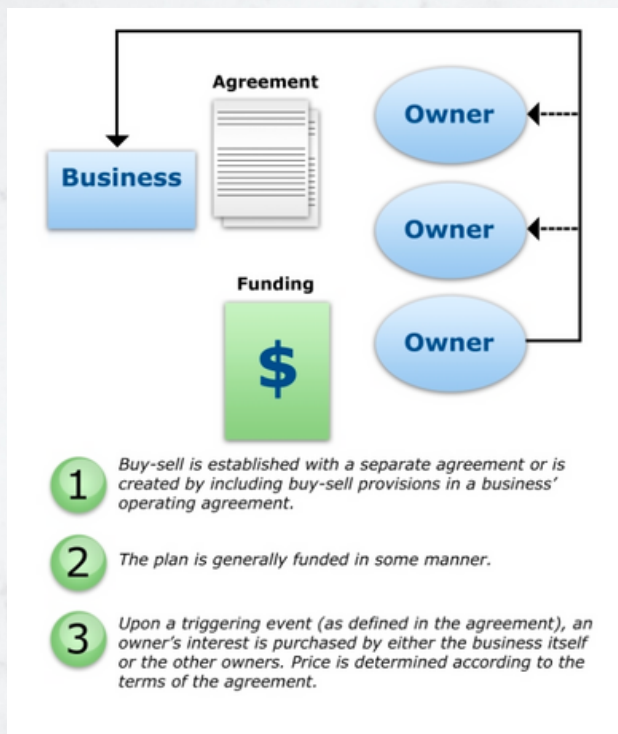 Agreement
Owner
Business
Owner
Funding
$
Owner
1
Buy-sell is established with a separate agreement or is
created by including buy-sell provisions in a business’
operating agreement.
2
The plan is generally funded in some manner.
3
Upon a triggering event (as defined in the agreement), an
owner’s interest is purchased by either the business itself
or the other owners. Price is determined according to the
terms of the agreement.